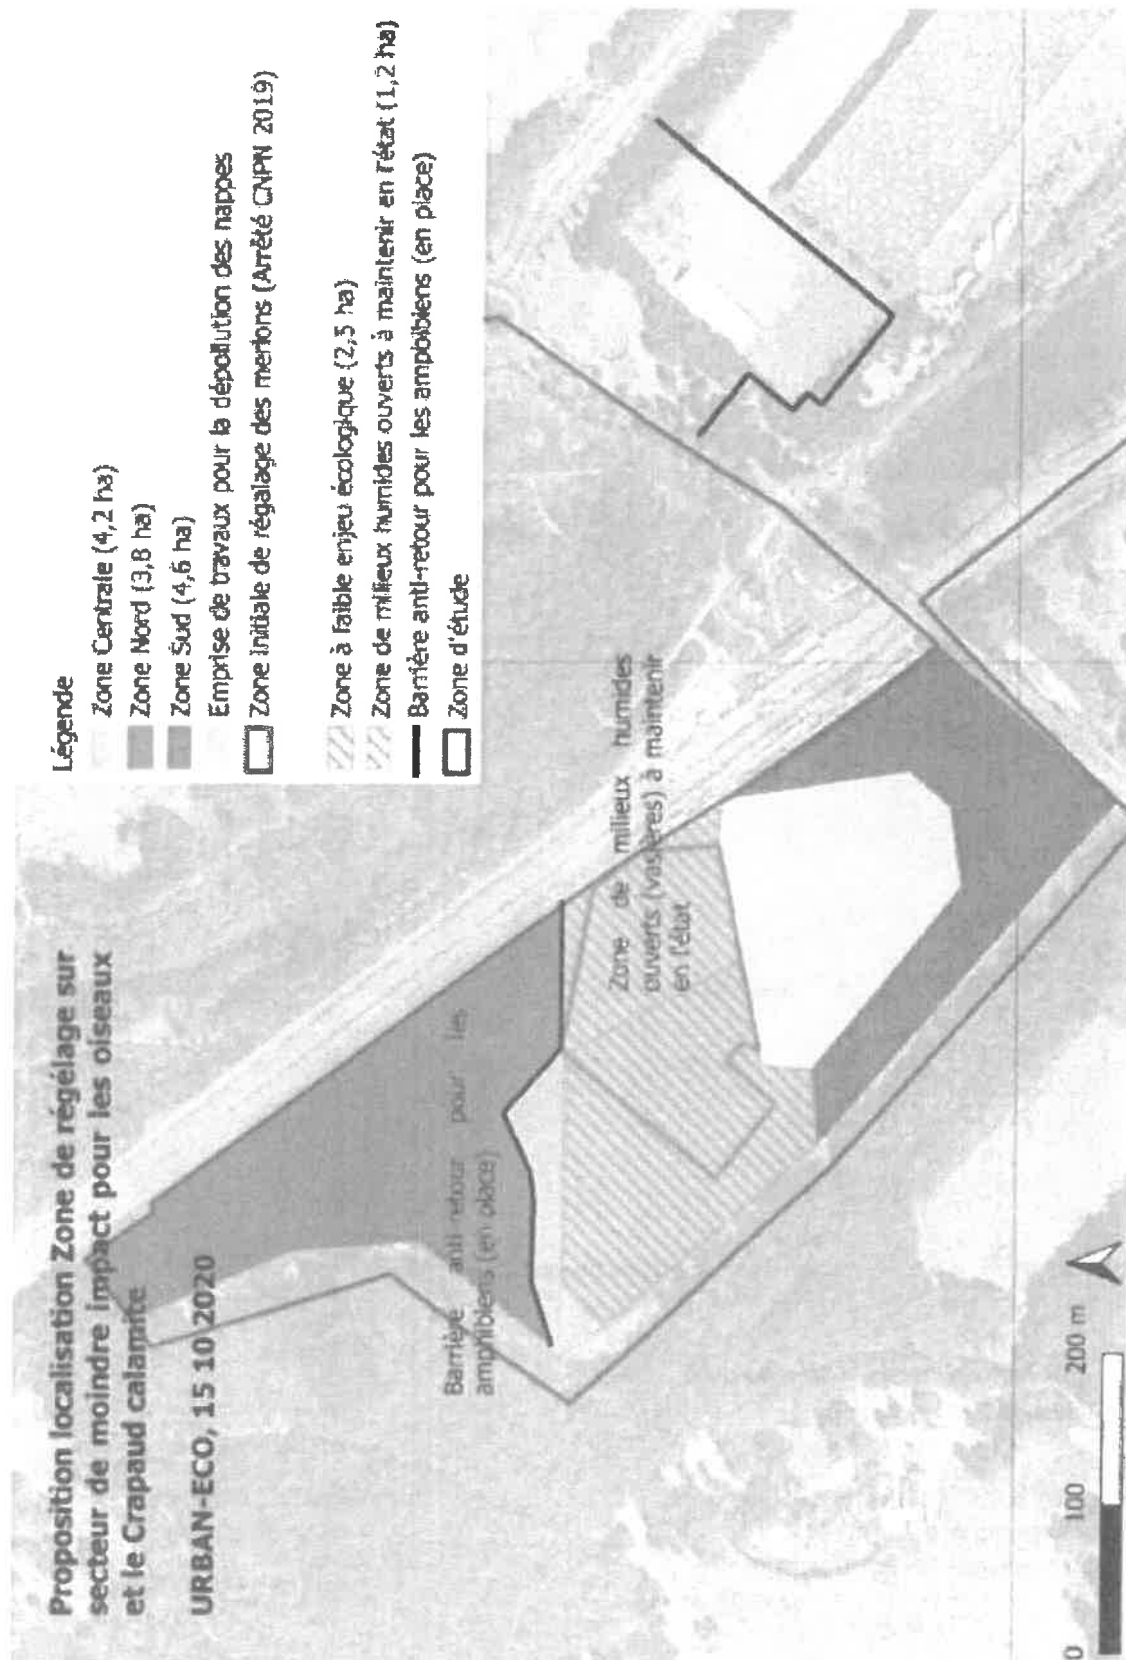 Proposition localisation Zone de régélage sur
secteur de moindre impact pour les oiseaux
et le Crapaud calamite
URBAN-ECO, 15 10 2020
Légende
Zone Centrale (4,2 ha)
Zone Nord (3,8 ha)
Zone Sud (4,6 ha)
Emprise de travaux pour la dépollution des nappes
Zone initiale de régalage des merlons (Arrêté CNPN 2019)
Zone à faible enjeu écologique (2,5 ha)
Zone de milieux humides ouverts à maintenir en l'état (1,2 ha)
Barrière anti-retour pour les amphibiens (en place)
Zone d'étude
Barrière anti-retour pour les
amphibiens (en place)
Zone de milieux humides
ouverts (vasières) à maintenir
en l'état
0 100 200 m